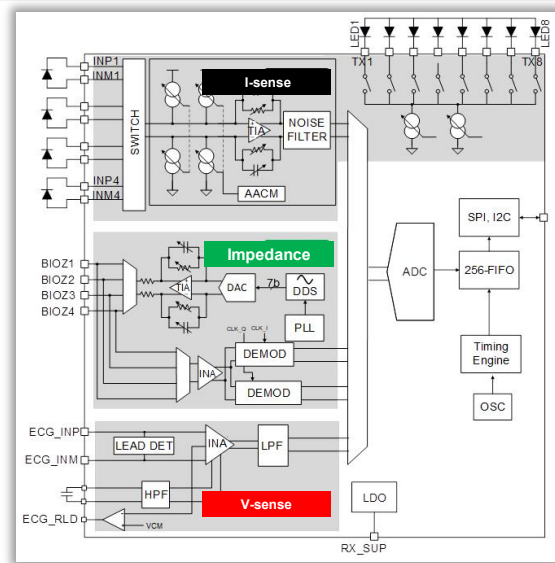 LED1
LED8
TX1
TX8
INP1
INM1
INP4
INM4
SWITCH
I-sense
TIA
NOISE
FILTER
AACM
SPI, I2C
ADC
256-FIFO
Timing
Engine
OSC
Impedance
BIOZ1
BIOZ2
BIOZ3
BIOZ4
TIA
DAC
7b
DDS
PLL
CLK_Q
CLK_I
INA
DEMOD
DEMOD
ECG_INP
LEAD DET
ECG_INM
INA
LPF
HPF
V-sense
ECG_RLD
VCM
LDO
RX_SUP